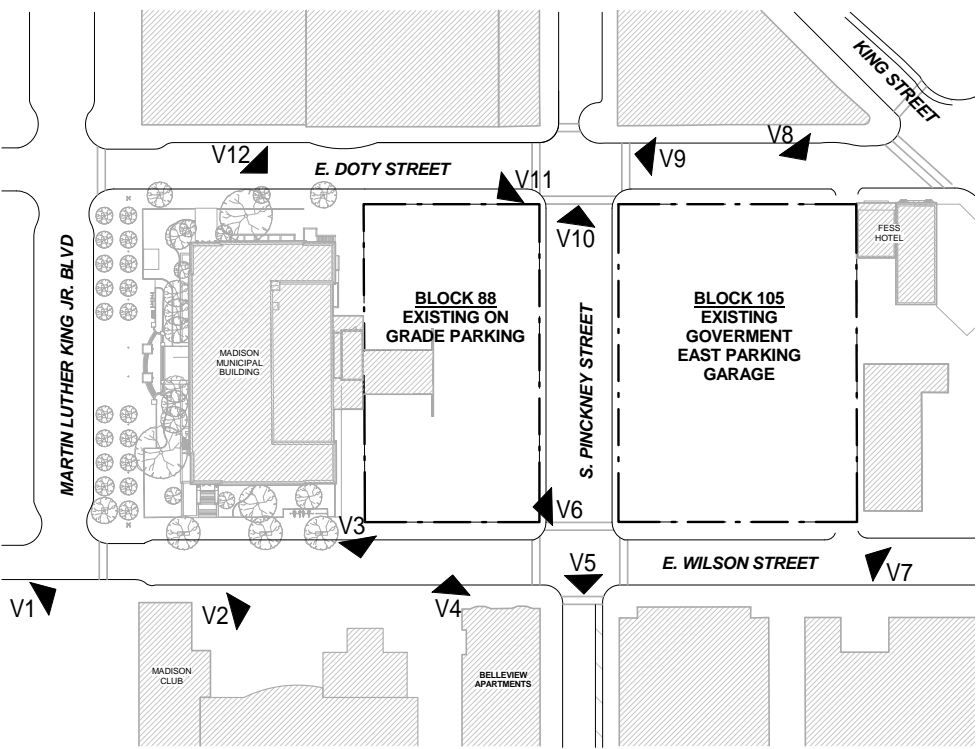 KING STREET
V12
E. DOTY STREET
V8
V9
V11
V10
FESS
HOTEL
MARTIN LUTHER KING JR. BLVD
MADISON
MUNICIPAL
BUILDING
BLOCK 88
EXISTING ON
GRADE PARKING
S. PINCKNEY STREET
BLOCK 105
EXISTING
GOVERMENT
EAST PARKING
GARAGE
V6
V3
V5
E. WILSON STREET
V7
V1
V2
V4
MADISON
CLUB
BELLEVIEW
APARTMENTS